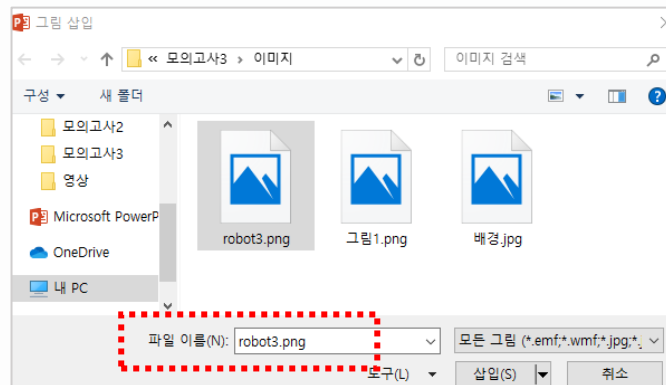 그림 삽입
« 모의고사3 › 이미지
이미지 검색
구성
새 폴더
모의고사2
모의고사3
영상
Microsoft PowerP
OneDrive
내 PC
robot3.png
그림1.png
배경.jpg
파일 이름(N): robot3.png
모든 그림 (*.emf;*.wmf;*.jpg;*.
도구(L)
삽입(S)
취소